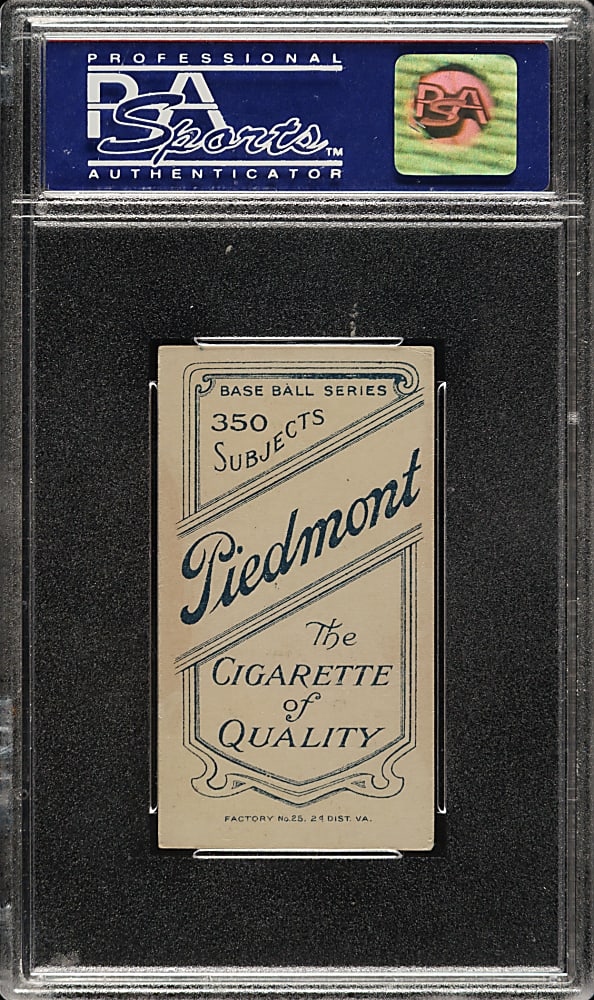 PROFESSIONAL
PSA
Sports™
AUTHENTICATOR
PSA
BASE BALL SERIES
350
SUBJECTS
Piedmont
The
CIGARETTE
of
QUALITY
FACTORY No.25. 2d DIST. VA.